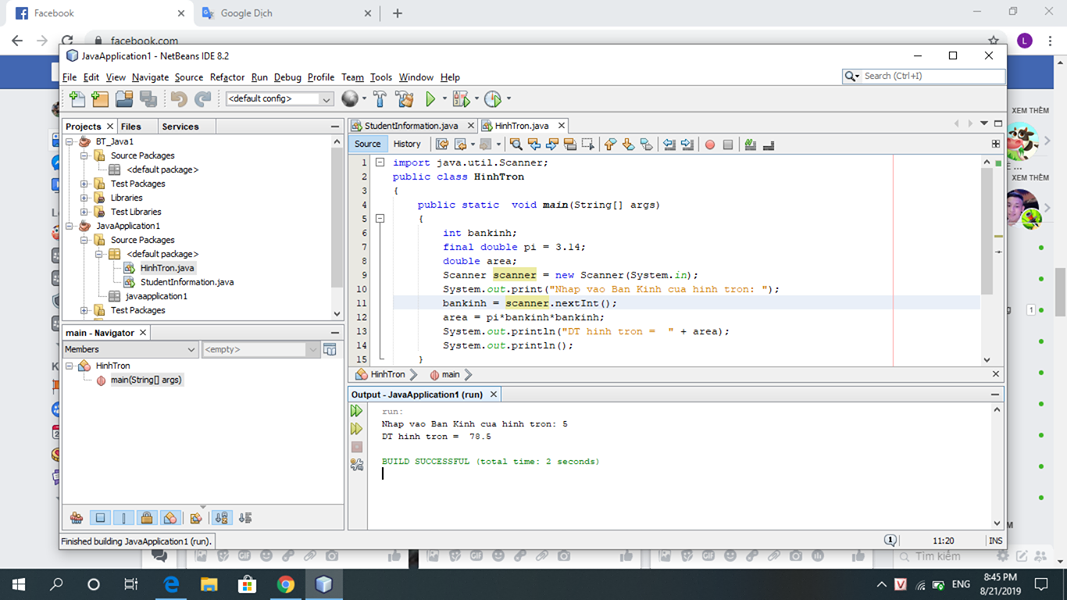 Facebook
Google Dịch
facebook.com
L
JavaApplication1 - NetBeans IDE 8.2
File Edit View Navigate Source Refactor Run Debug Profile Team Tools Window Help
Search (Ctrl+I)
<default config>
Projects Files Services
BT_Java1
Source Packages
<default package>
Test Packages
Libraries
Test Libraries
JavaApplication1
Source Packages
<default package>
HinhTron.java
StudentInformation.java
javaapplication1
Test Packages
main - Navigator
Members <empty>
HinhTron
main(String[] args)
StudentInformation.java HinhTron.java
Source History
1 import java.util.Scanner;
2 public class HinhTron
3 {
4 public static  void main(String[] args)
5 {
6 int bankinh;
7 final double pi = 3.14;
8 double area;
9 Scanner scanner = new Scanner(System.in);
10 System.out.print("Nhap vao Ban Kinh cua hinh tron: ");
11 bankinh = scanner.nextInt();
12 area = pi*bankinh*bankinh;
13 System.out.println("DT hinh tron =  " + area);
14 System.out.println();
15 }
HinhTron main
Output - JavaApplication1 (run)
run:
Nhap vao Ban Kinh cua hinh tron: 5
DT hinh tron =  78.5
BUILD SUCCESSFUL (total time: 2 seconds)
Finished building JavaApplication1 (run).
1
11:20 INS
XEM THÊM
XEM THÊM
1
GIF
GIF
GIF
Tìm kiếm
ENG
8:45 PM
8/21/2019